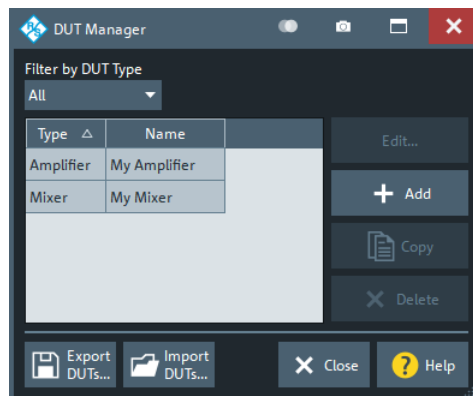 DUT Manager
Filter by DUT Type
All
Type Name
Amplifier My Amplifier
Mixer My Mixer
Edit...
Add
Copy
Delete
Export
DUTs...
Import
DUTs...
Close
Help